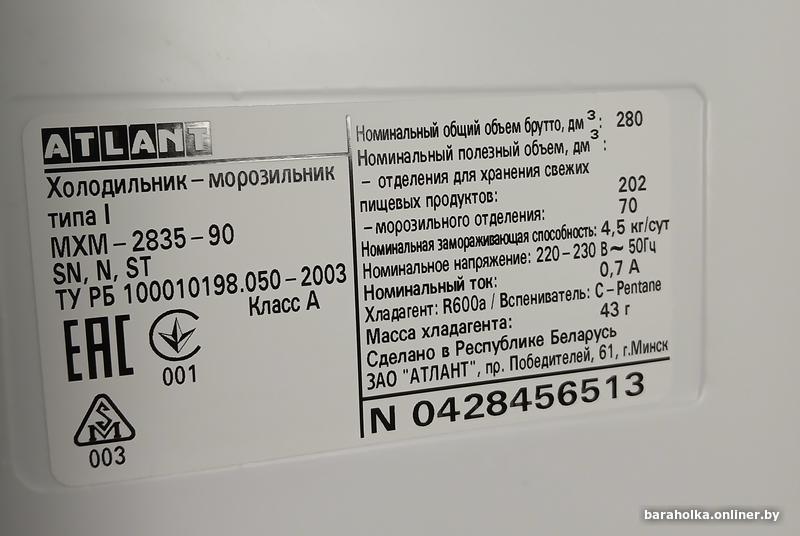 ATLANT
Холодильник – морозильник
типа I
МХМ – 2835 – 90
SN, N, ST
ТУ РБ 100010198.050 – 2003
Класс А
EAC
001
003
Номинальный общий объем брутто, дм³: 280
Номинальный полезный объем, дм³:
– отделения для хранения свежих
пищевых продуктов: 202
– морозильного отделения: 70
Номинальная замораживающая способность: 4,5 кг/сут
Номинальное напряжение: 220 – 230 В ~ 50Гц
Номинальный ток: 0,7 А
Хладагент: R600a / Вспениватель: C – Pentane
Масса хладагента: 43 г
Сделано в Республике Беларусь
ЗАО "АТЛАНТ", пр. Победителей, 61, г.Минск
N 0428456513
baraholka.onliner.by